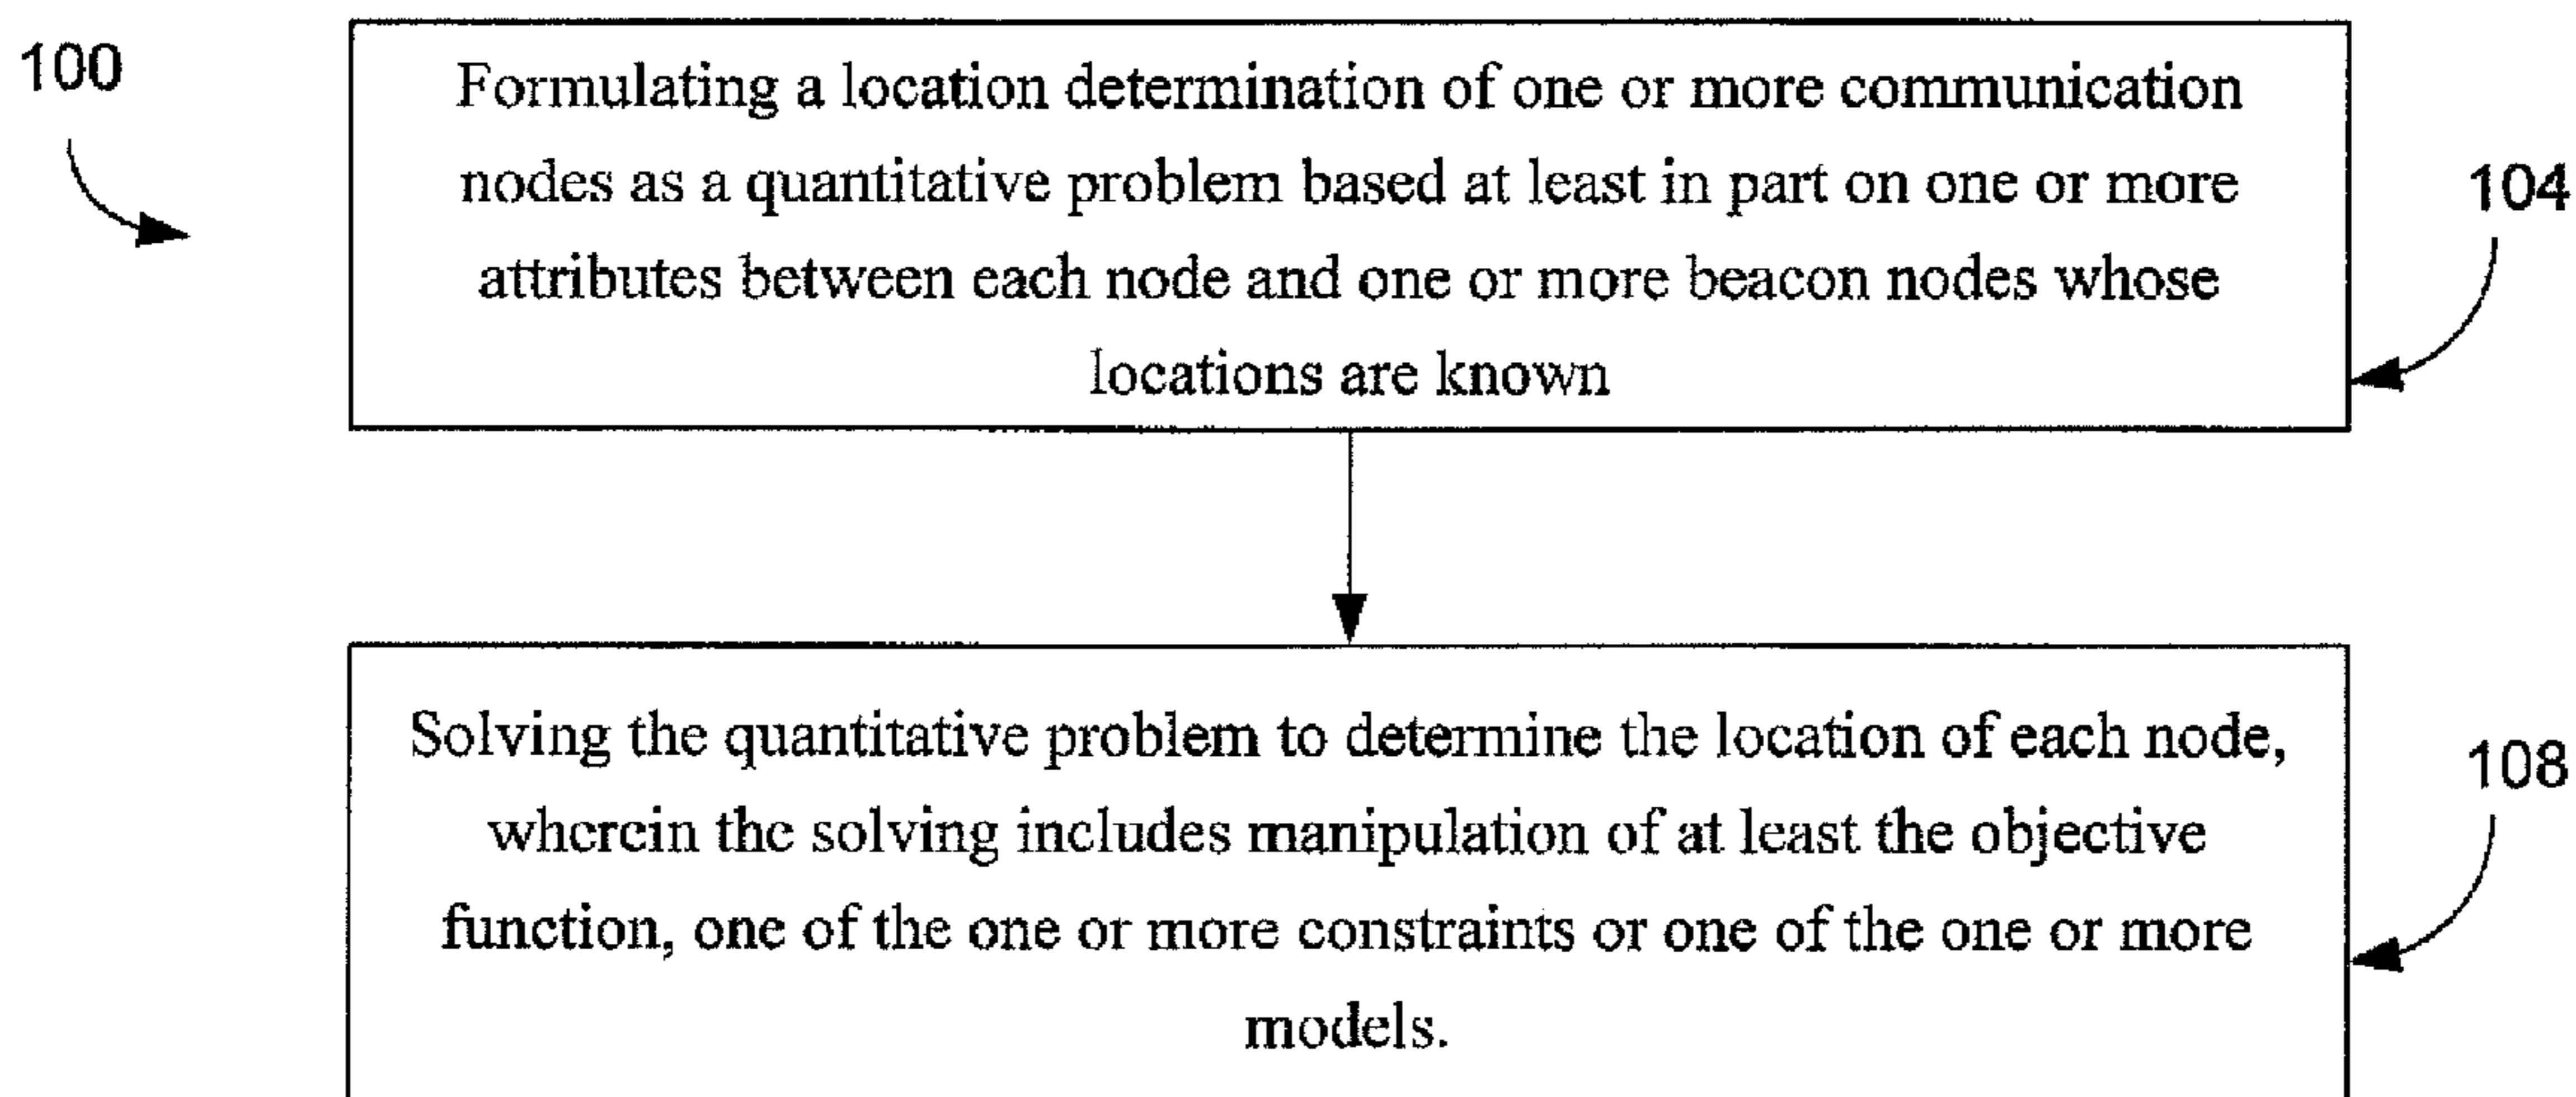 100
Formulating a location determination of one or more communication
nodes as a quantitative problem based at least in part on one or more
attributes between each node and one or more beacon nodes whose
locations are known
104
Solving the quantitative problem to determine the location of each node,
wherein the solving includes manipulation of at least the objective
function, one of the one or more constraints or one of the one or more
models.
108